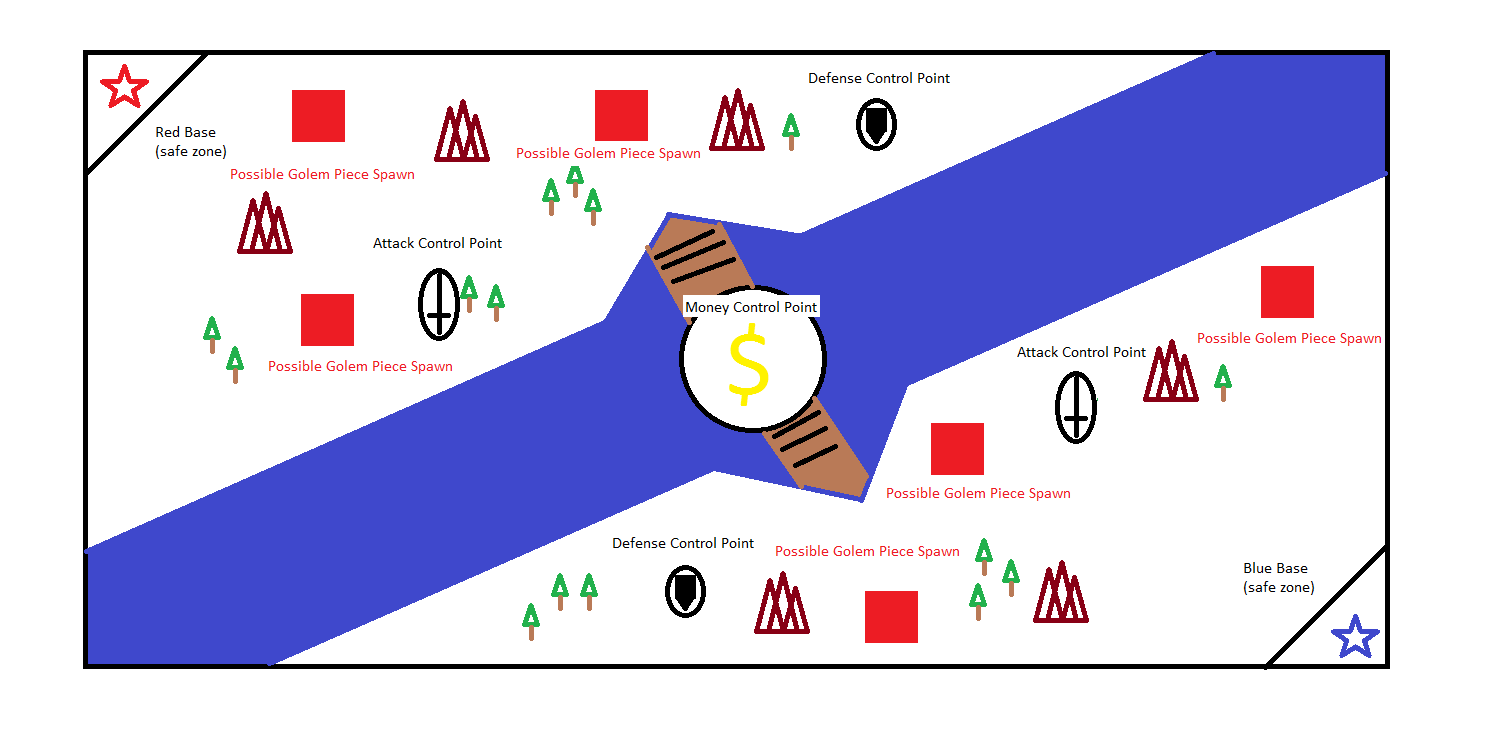 Defense Control Point
Red Base
(safe zone)
Possible Golem Piece Spawn
Possible Golem Piece Spawn
Attack Control Point
Money Control Point
$
Possible Golem Piece Spawn
Possible Golem Piece Spawn
Attack Control Point
Possible Golem Piece Spawn
Defense Control Point
Possible Golem Piece Spawn
Blue Base
(safe zone)